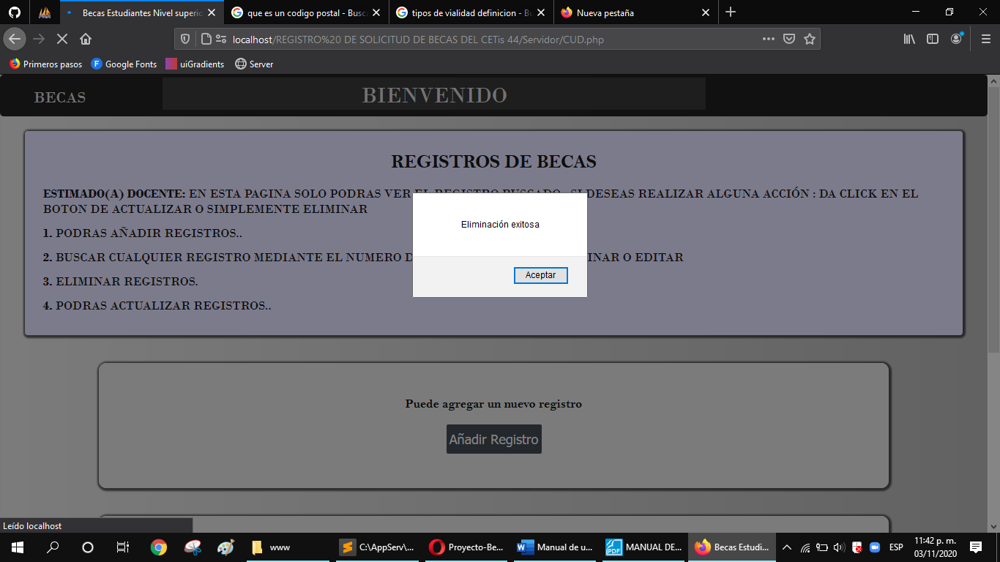 Becas Estudiantes Nivel superio
que es un codigo postal - Busca
tipos de vialidad definicion - Bu
Nueva pestaña
localhost/REGISTRO%20 DE SOLICITUD DE BECAS DEL CETis 44/Servidor/CUD.php
Primeros pasos
Google Fonts
uiGradients
Server
BECAS
BIENVENIDO
REGISTROS DE BECAS
ESTIMADO(A) DOCENTE: EN ESTA PAGINA SOLO PODRAS VER EL REGISTRO BUSCADO , SI DESEAS REALIZAR ALGUNA ACCIÓN : DA CLICK EN EL
BOTON DE ACTUALIZAR O SIMPLEMENTE ELIMINAR
1. PODRAS AÑADIR REGISTROS..
2. BUSCAR CUALQUIER REGISTRO MEDIANTE EL NUMERO D INAR O EDITAR
3. ELIMINAR REGISTROS.
4. PODRAS ACTUALIZAR REGISTROS..
Eliminación exitosa
Aceptar
Puede agregar un nuevo registro
Añadir Registro
Leído localhost
www
C:\AppServ\...
Proyecto-Be...
Manual de u...
MANUAL DE...
Becas Estudi...
ESP
11:42 p. m.
03/11/2020